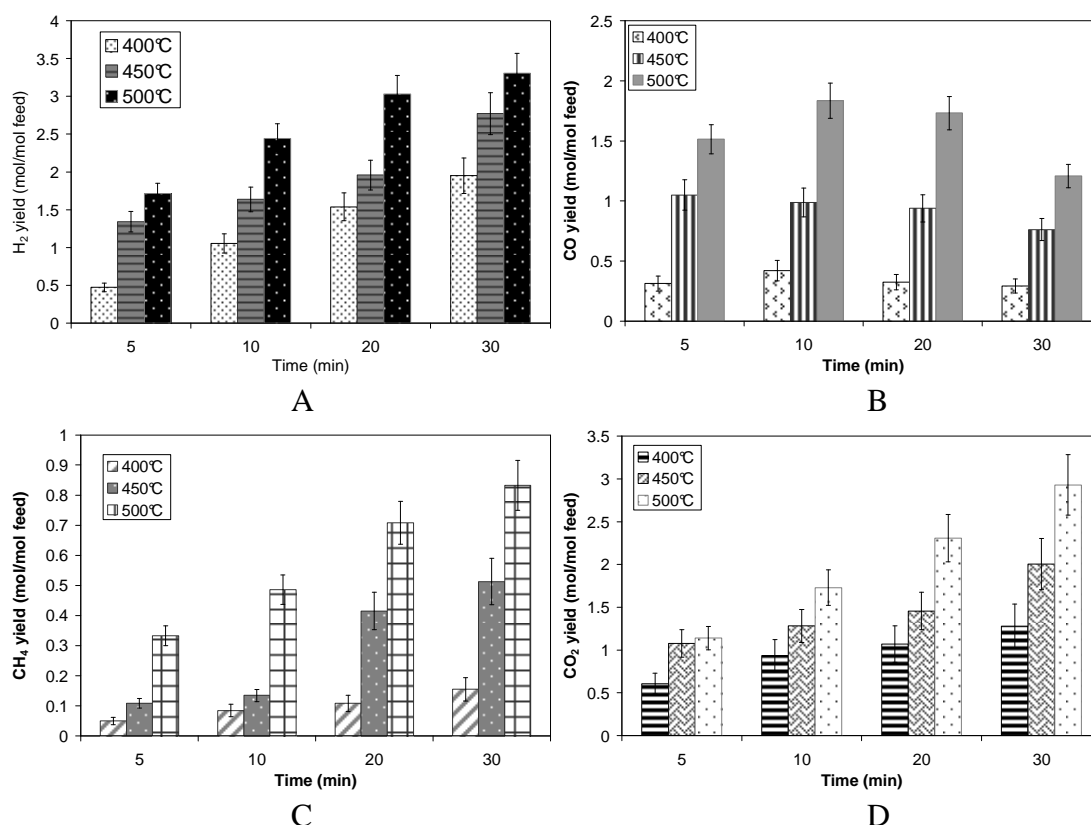 4
3.5
3
2.5
2
1.5
1
0.5
0
H₂ yield (mol/mol feed)
400°C
450°C
500°C
5 10 20 30
Time (min)
A
2.5
2
1.5
1
0.5
0
CO yield (mol/mol feed)
400°C
450°C
500°C
5 10 20 30
Time (min)
B
1
0.9
0.8
0.7
0.6
0.5
0.4
0.3
0.2
0.1
0
CH₄ yield (mol/mol feed)
400°C
450°C
500°C
5 10 20 30
Time (min)
C
3.5
3
2.5
2
1.5
1
0.5
0
CO₂ yield (mol/mol feed)
400°C
450°C
500°C
5 10 20 30
Time (min)
D